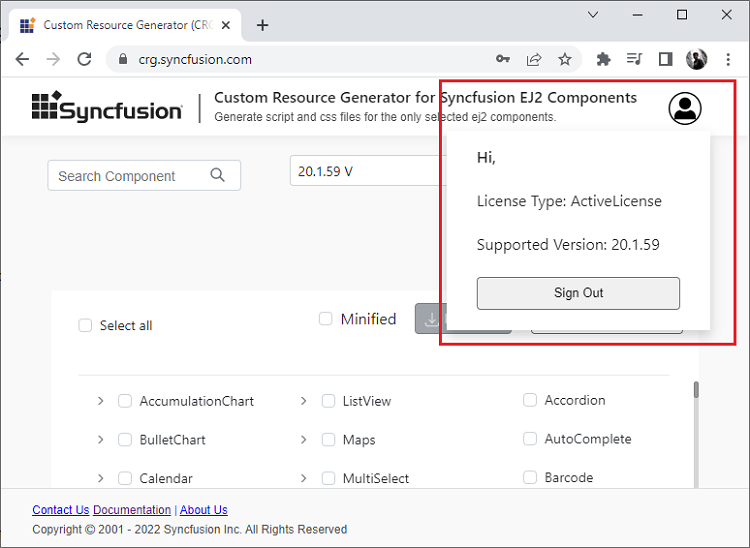 Custom Resource Generator (CRG
crg.syncfusion.com
Syncfusion
Custom Resource Generator for Syncfusion EJ2 Components
Generate script and css files for the only selected ej2 components.
Hi,
Search Component
20.1.59 V
License Type: ActiveLicense
Supported Version: 20.1.59
Sign Out
Select all
Minified
AccumulationChart
ListView
Accordion
BulletChart
Maps
AutoComplete
Calendar
MultiSelect
Barcode
Contact Us Documentation | About Us
Copyright © 2001 - 2022 Syncfusion Inc. All Rights Reserved